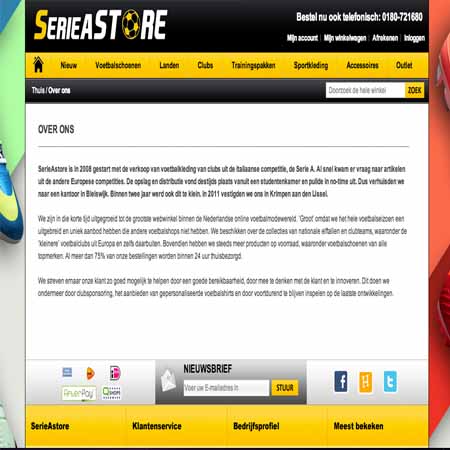 SERIEASTORE
Bestel nu ook telefonisch: 0180-721680
Mijn account | Mijn winkelwagen | Afrekenen | Inloggen
Nieuw Voetbalschoenen Landen Clubs Trainingspakken Sportkleding Accessoires Outlet
Thuis / Over ons Doorzoek de hele winkel ZOEK
OVER ONS
SerieAstore is in 2008 gestart met de verkoop van voetbalkleding van clubs uit de Italiaanse competitie, de Serie A. Al snel kwam er vraag naar artikelen
uit de andere Europese competities. De opslag en distributie vond destijds plaats vanuit een studentenkamer en puilde in no-time uit. Dus verhuisden we
naar een kantoor in Bleiswijk. Binnen twee jaar werd ook dit te klein. In 2011 vestigden we ons in Krimpen aan den IJssel.
We zijn in die korte tijd uitgegroeid tot de grootste webwinkel binnen de Nederlandse online voetbalmodewereld. 'Groot' omdat we het hele voetbalseizoen een
uitgebreid en uniek aanbod hebben die andere voetbalshops niet hebben. We beschikken over de collecties van nationale elftallen en clubteams, waaronder de
'kleinere' voetbalclubs uit Europa en zelfs daarbuiten. Bovendien hebben we steeds meer producten op voorraad, waaronder voetbalschoenen van alle
topmerken. Al meer dan 75% van onze bestellingen worden binnen 24 uur thuisbezorgd.
We streven ernaar onze klant zo goed mogelijk te helpen door een goede bereikbaarheid, door mee te denken met de klant en te innoveren. Dit doen we
ondermeer door clubsponsoring, het aanbieden van gepersonaliseerde voetbalshirts en door voortdurend te blijven inspelen op de laatste ontwikkelingen.
NIEUWSBRIEF
Voer uw E-mailadres in STUUR
AfterPay
SerieAstore Klantenservice Bedrijfsprofiel Meest bekeken